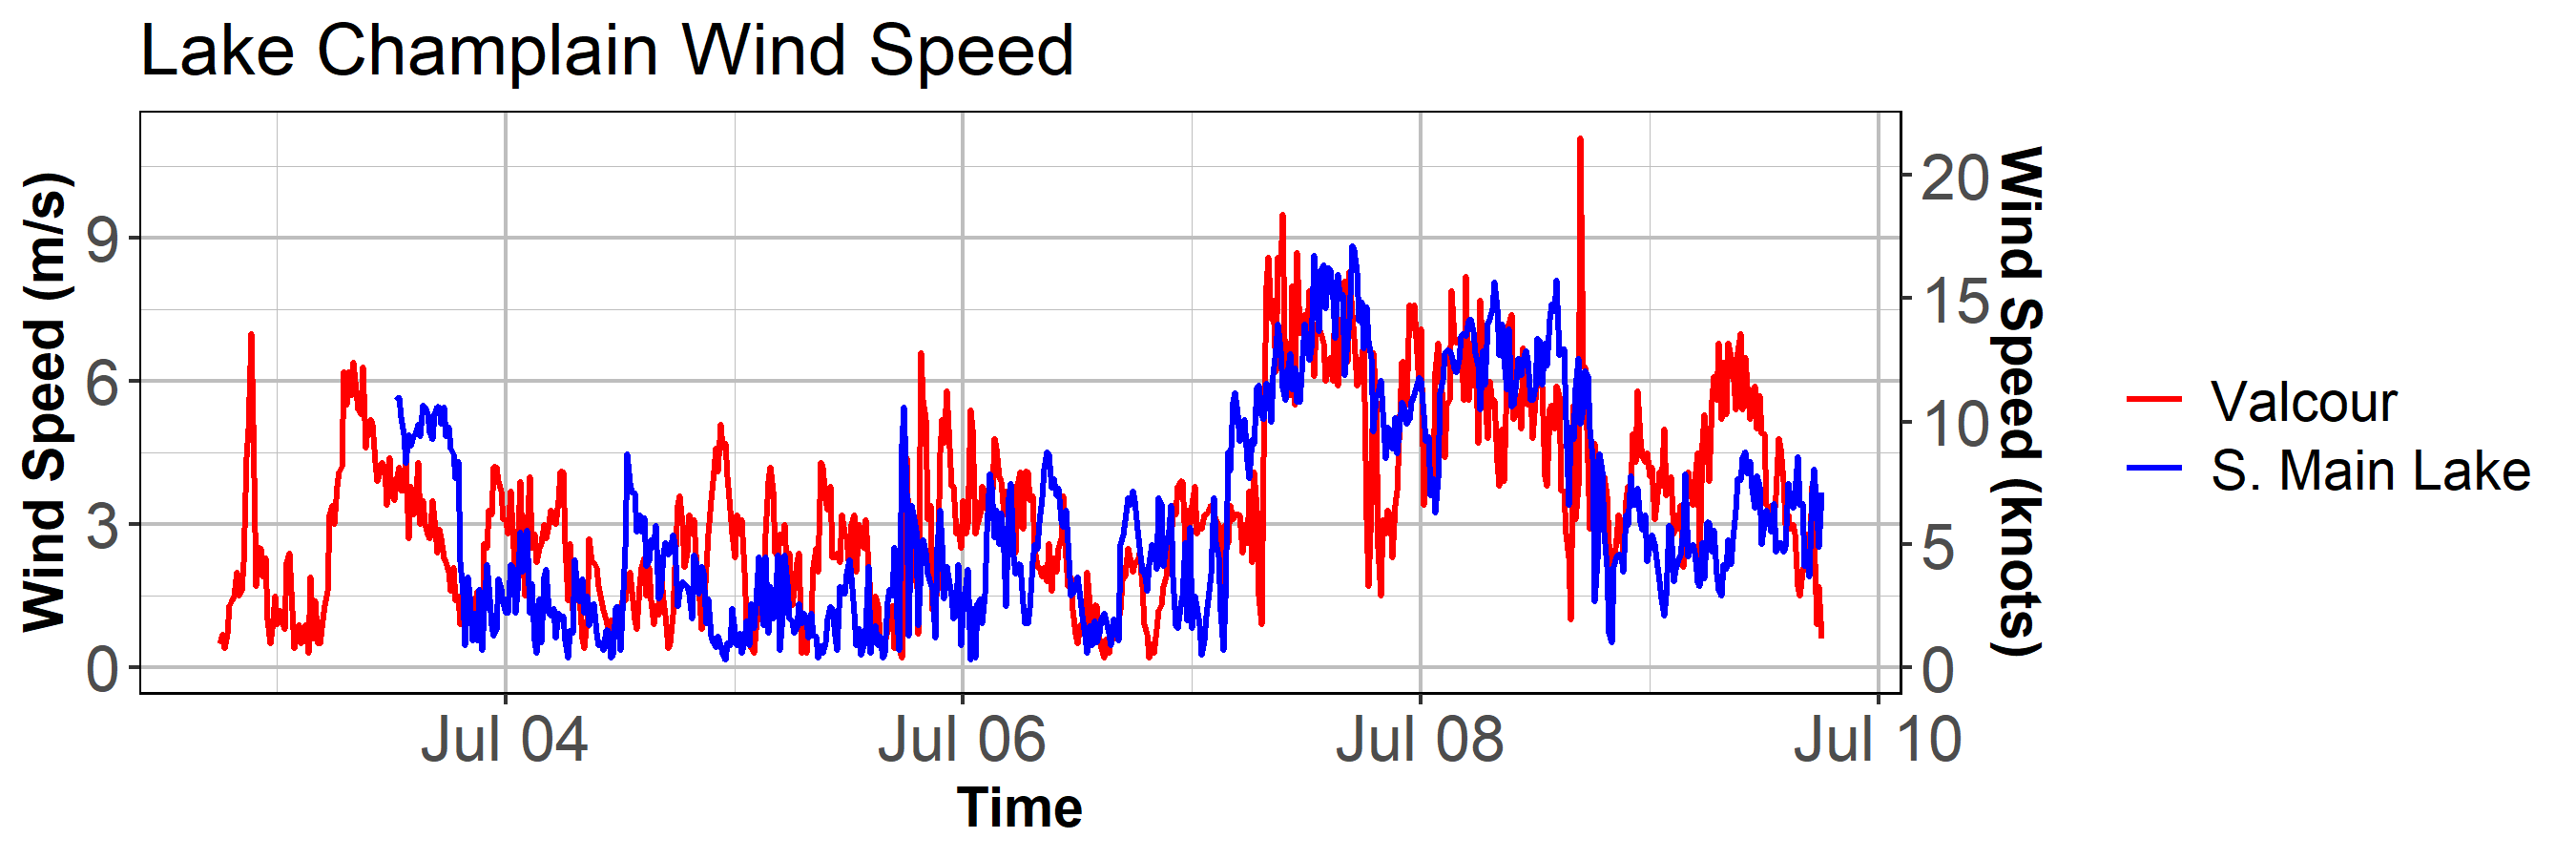 Lake Champlain Wind Speed
Wind Speed (m/s)
9
6
3
0
20
15
10
5
0
Wind Speed (knots)
Jul 04
Jul 06
Jul 08
Jul 10
Time
Valcour
S. Main Lake